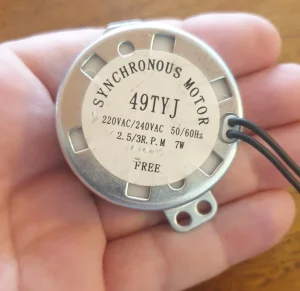 SYNCHRONOUS MOTOR
49TYJ
220VAC/240VAC 50/60Hz
2.5/3R.P.M 7W
FREE